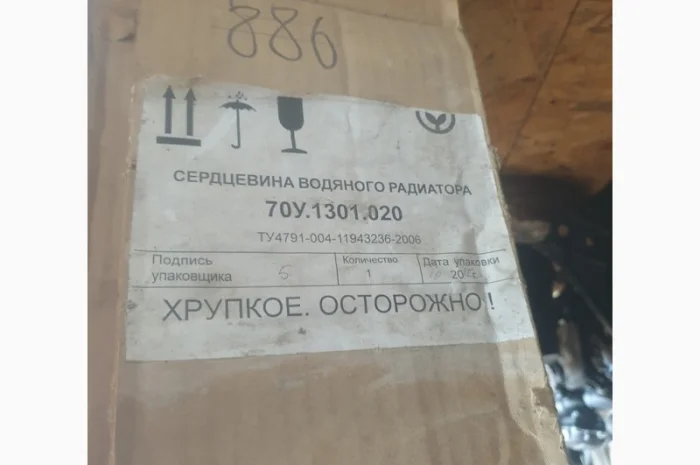 886
СЕРДЦЕВИНА ВОДЯНОГО РАДИАТОРА
70У.1301.020
ТУ4791-004-11943236-2006
Подпись упаковщика 5 Количество 1 Дата упаковки 20
ХРУПКОЕ. ОСТОРОЖНО!